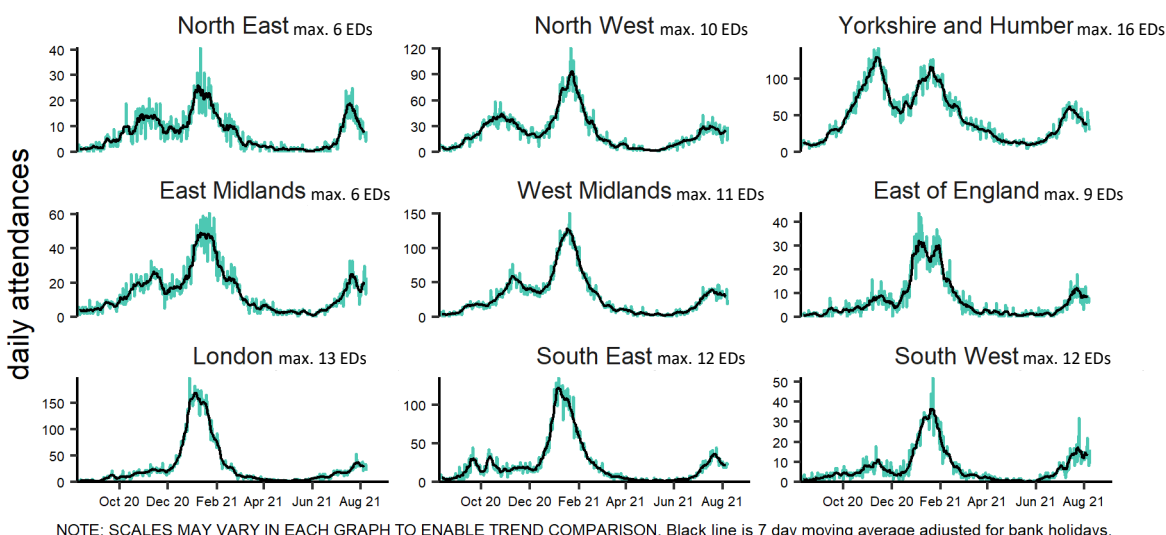 North East max. 6 EDs
North West max. 10 EDs
Yorkshire and Humber max. 16 EDs
40
30
20
10
0
120
90
60
30
0
100
50
0
East Midlands max. 6 EDs
West Midlands max. 11 EDs
East of England max. 9 EDs
daily attendances
60
40
20
0
150
100
50
0
40
30
20
10
0
London max. 13 EDs
South East max. 12 EDs
South West max. 12 EDs
150
100
50
0
100
50
0
50
40
30
20
10
0
Oct 20 Dec 20 Feb 21 Apr 21 Jun 21 Aug 21
Oct 20 Dec 20 Feb 21 Apr 21 Jun 21 Aug 21
Oct 20 Dec 20 Feb 21 Apr 21 Jun 21 Aug 21
NOTE: SCALES MAY VARY IN EACH GRAPH TO ENABLE TREND COMPARISON. Black line is 7 day moving average adjusted for bank holidays.